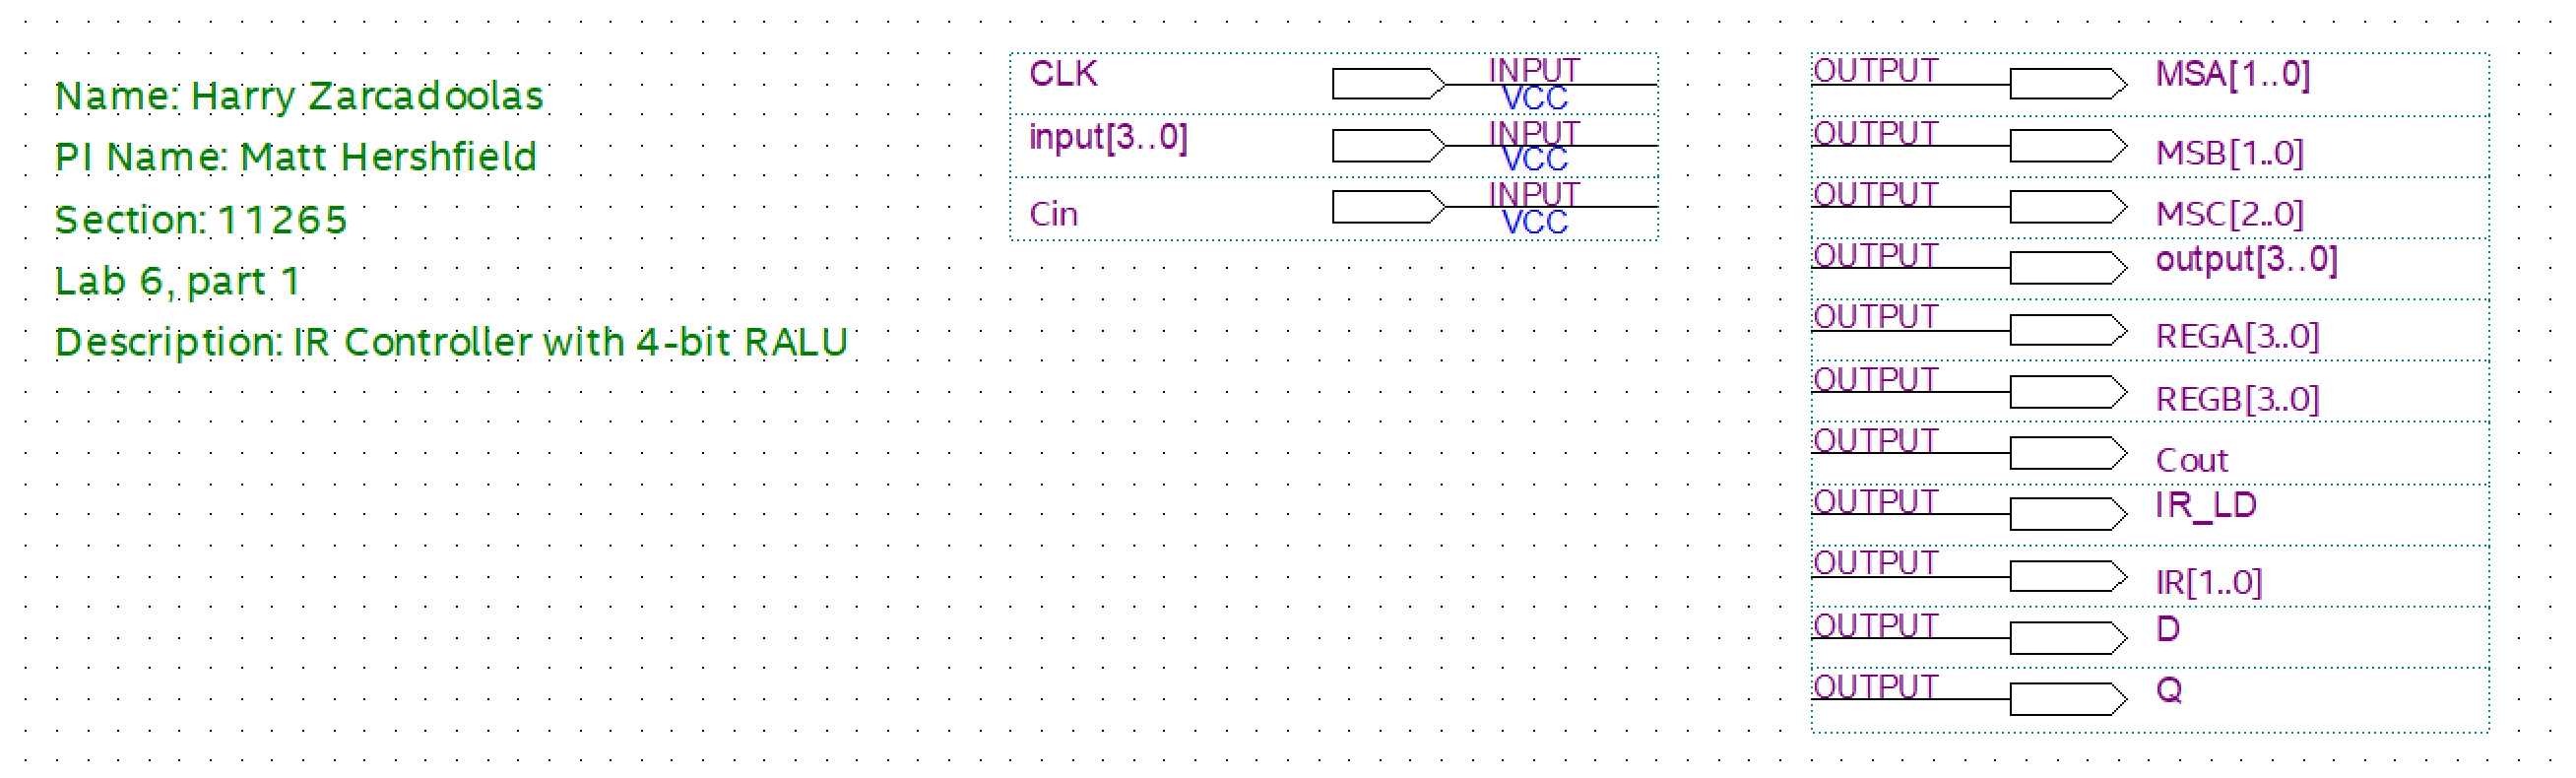 Name: Harry Zarcadoolas
PI Name: Matt Hershfield
Section: 11265
Lab 6, part 1
Description: IR Controller with 4-bit RALU
CLK INPUT
VCC
input[3..0] INPUT
VCC
Cin INPUT
VCC
OUTPUT MSA[1..0]
OUTPUT MSB[1..0]
OUTPUT MSC[2..0]
OUTPUT output[3..0]
OUTPUT REGA[3..0]
OUTPUT REGB[3..0]
OUTPUT Cout
OUTPUT IR_LD
OUTPUT IR[1..0]
OUTPUT D
OUTPUT Q